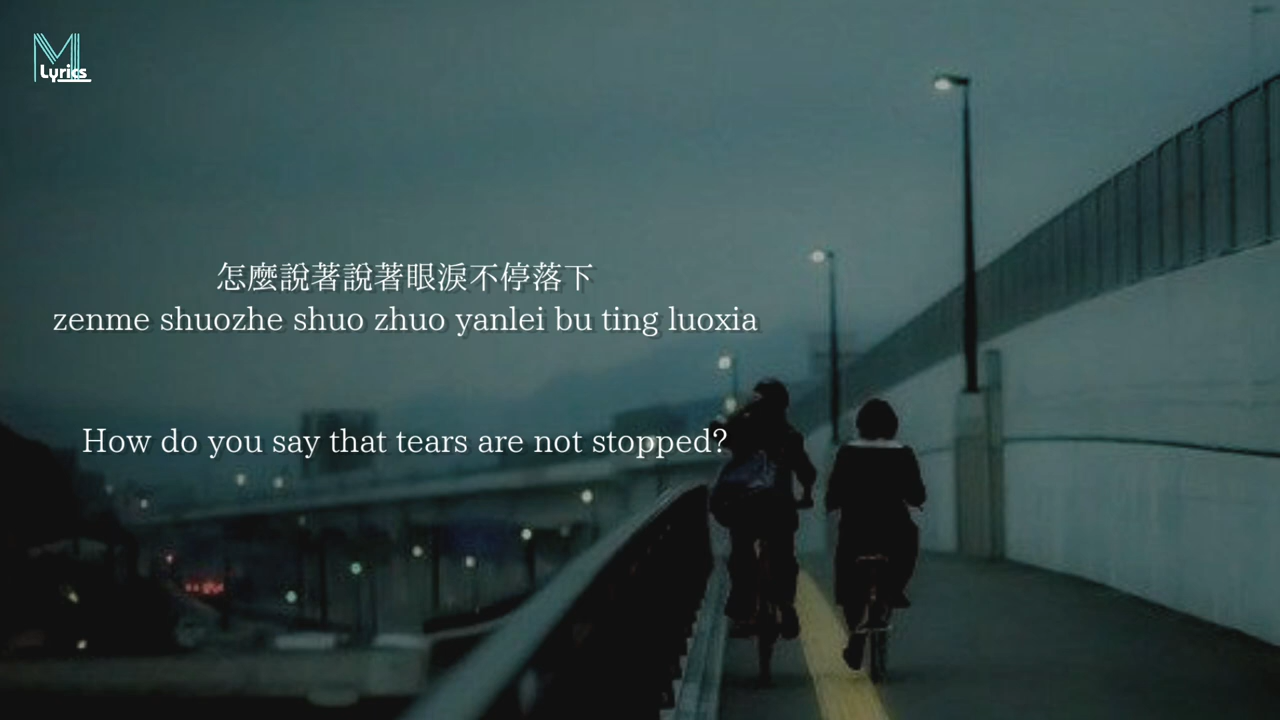 M
Lyrics
怎麼說著說著眼淚不停落下
zenme shuozhe shuo zhuo yanlei bu ting luoxia
How do you say that tears are not stopped?